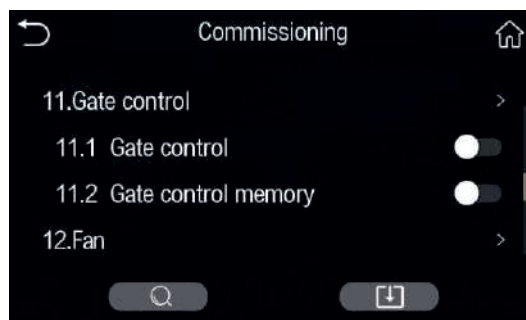 Commissioning
11.Gate control
11.1 Gate control
11.2 Gate control memory
12.Fan